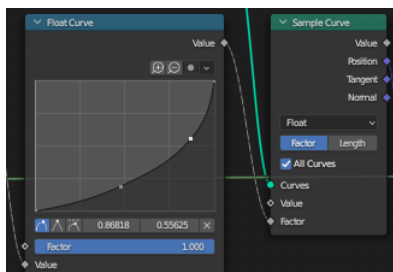 Float Curve
Value
0.86818
0.55625
Factor
1.000
Value
Sample Curve
Value
Position
Tangent
Normal
Float
Factor
Length
All Curves
Curves
Value
Factor